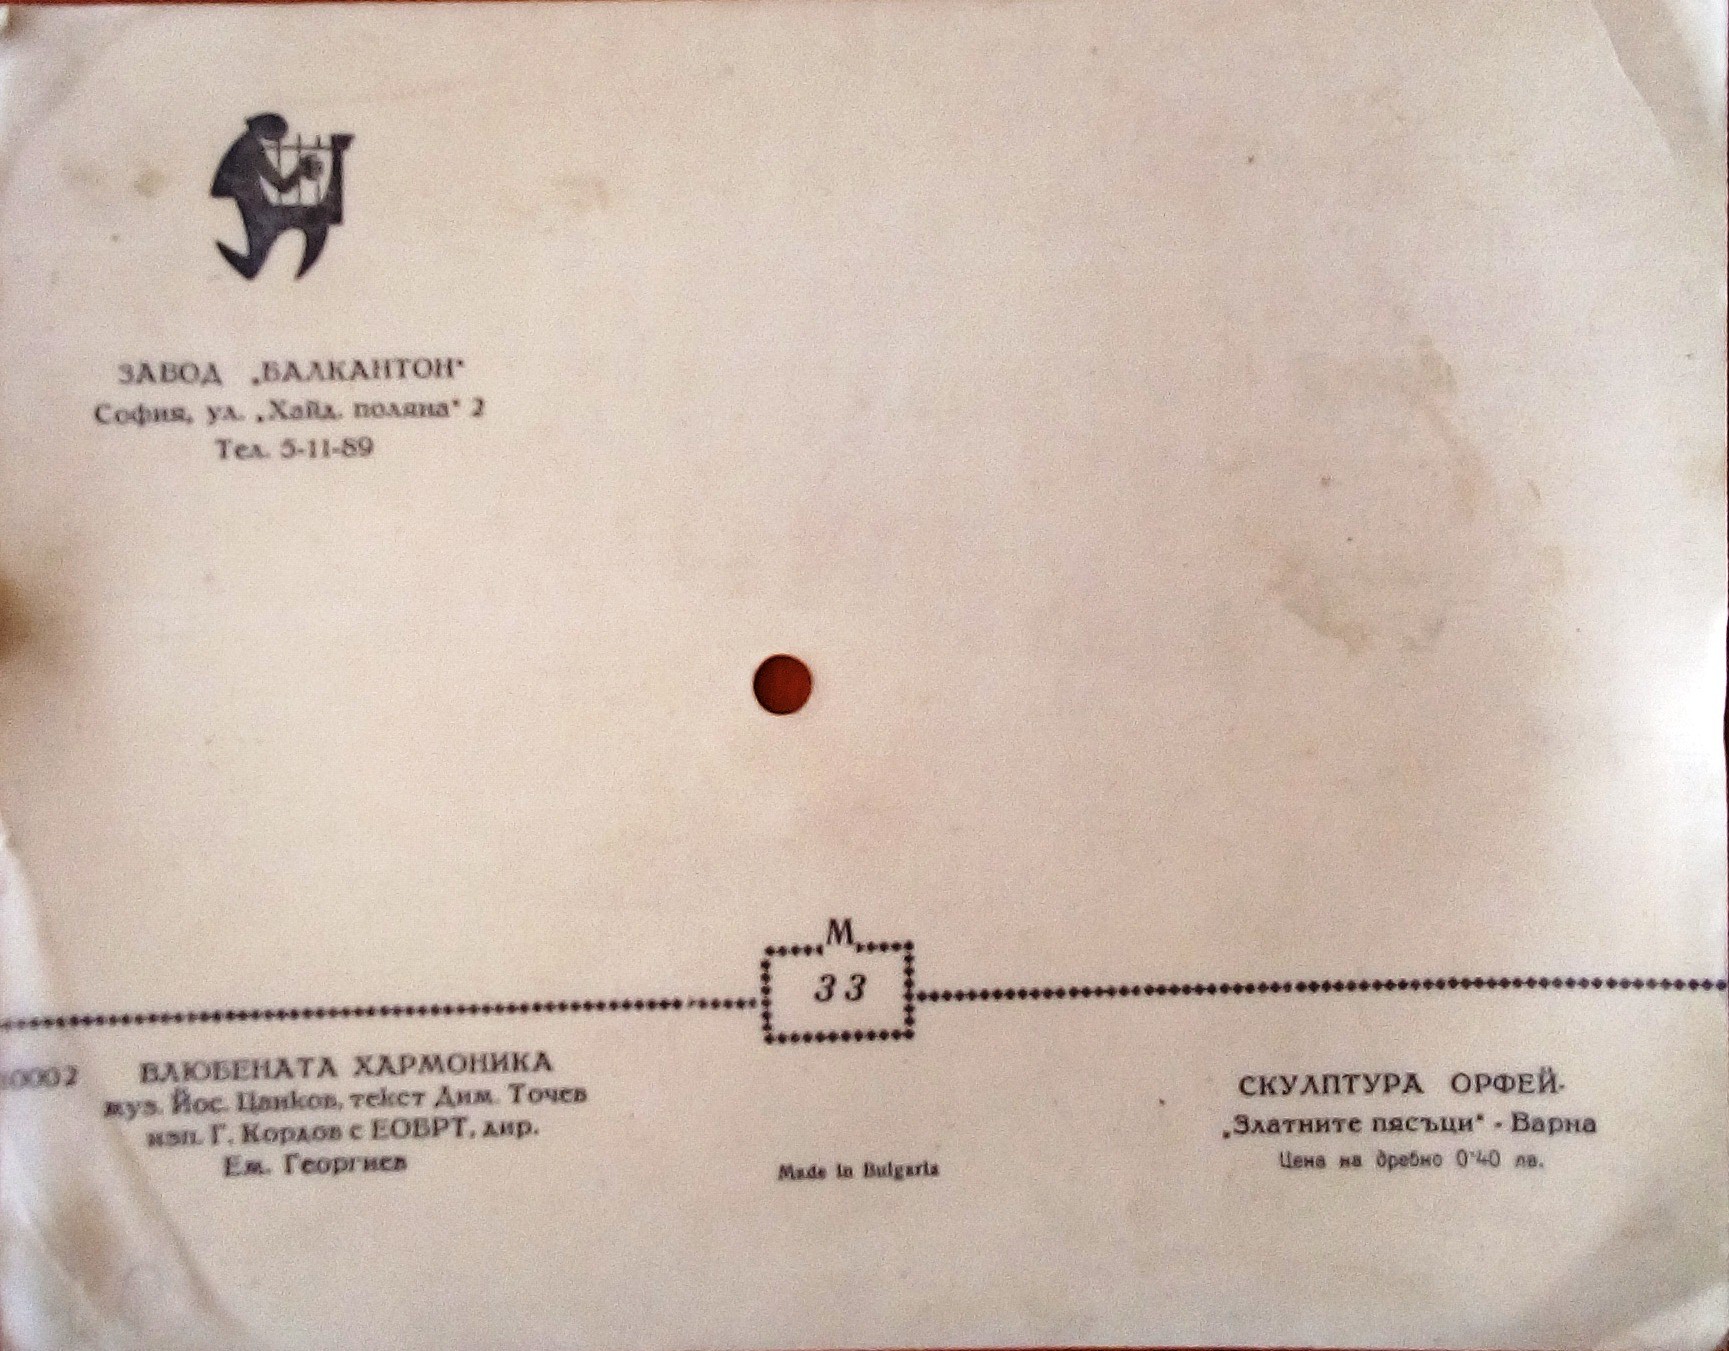 ЗАВОД „БАЛКАНТОН“
София, ул. „Хайд. поляна“ 2
Тел. 5-11-89
М
33
10002 ВЛЮБЕНАТА ХАРМОНИКА
муз. Йос. Цанков, текст Дим. Точев
изп. Г. Кордов с ЕОБРТ, дир.
Ем. Георгиев
Made in Bulgaria
СКУЛПТУРА ОРФЕЙ-
„Златните пясъци“ - Варна
Цена на дребно 0·40 лв.